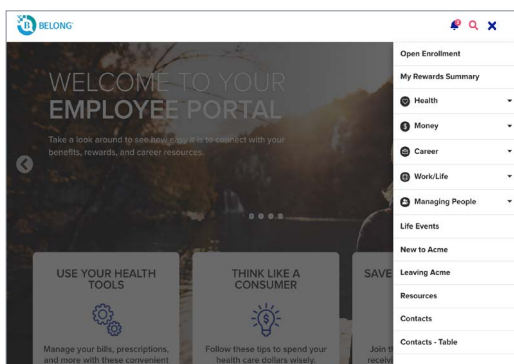 BELONG
WELCOME TO YOUR
EMPLOYEE PORTAL
Take a look around to see how easy it is to connect with your
benefits, rewards, and career resources.
USE YOUR HEALTH
TOOLS
Manage your bills, prescriptions,
and more with these convenient
THINK LIKE A
CONSUMER
Follow these tips to spend your
health care dollars wisely.
SAVE
Join t
receivi
Open Enrollment
My Rewards Summary
Health
Money
Career
Work/Life
Managing People
Life Events
New to Acme
Leaving Acme
Resources
Contacts
Contacts - Table